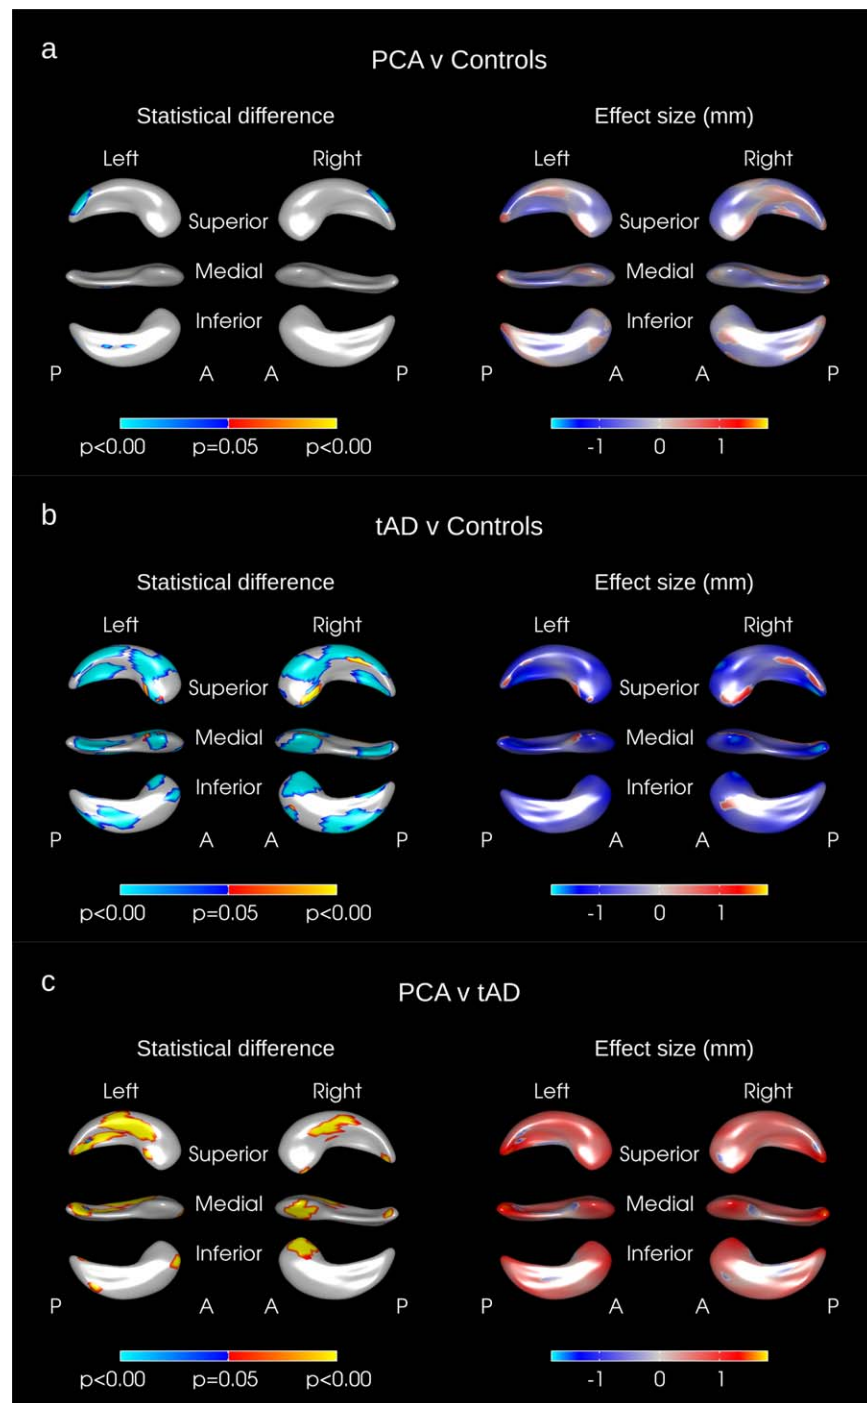 a
PCA v Controls
Statistical difference Effect size (mm)
Left Right Left Right
Superior Superior
Medial Medial
Inferior Inferior
P A A P P A A P
p<0.00 p=0.05 p<0.00 -1 0 1
b
tAD v Controls
Statistical difference Effect size (mm)
Left Right Left Right
Superior Superior
Medial Medial
Inferior Inferior
P A A P P A A P
p<0.00 p=0.05 p<0.00 -1 0 1
c
PCA v tAD
Statistical difference Effect size (mm)
Left Right Left Right
Superior Superior
Medial Medial
Inferior Inferior
P A A P P A A P
p<0.00 p=0.05 p<0.00 -1 0 1